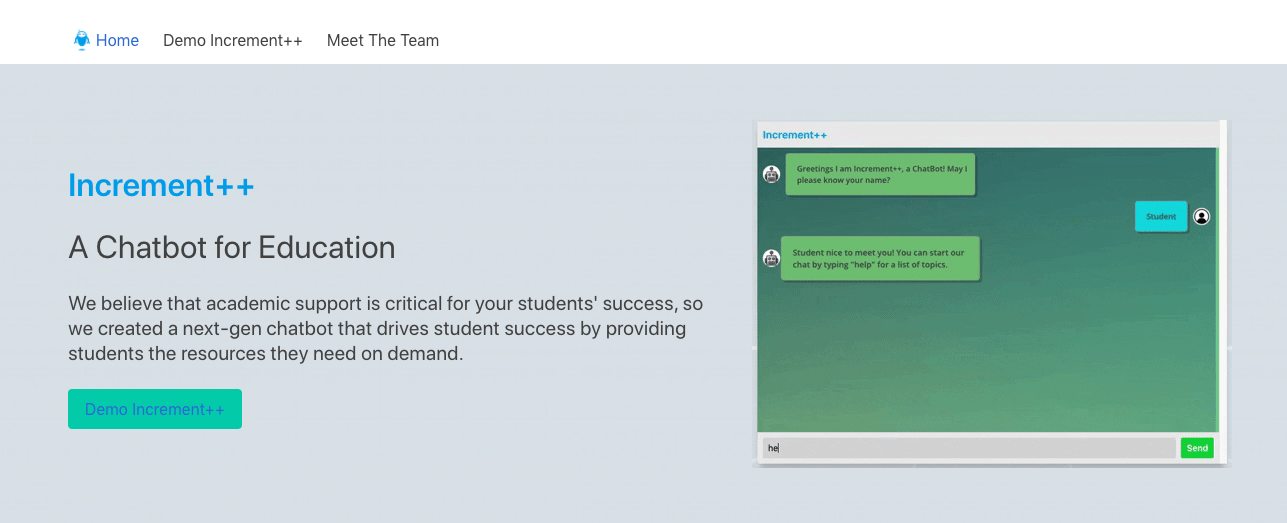 Home Demo Increment++ Meet The Team
Increment++
A Chatbot for Education
We believe that academic support is critical for your students' success, so
we created a next-gen chatbot that drives student success by providing
students the resources they need on demand.
Demo Increment++
Increment++
Greetings I am Increment++, a ChatBot! May I
please know your name?
Student
Student nice to meet you! You can start our
chat by typing "help" for a list of topics.
he
Send